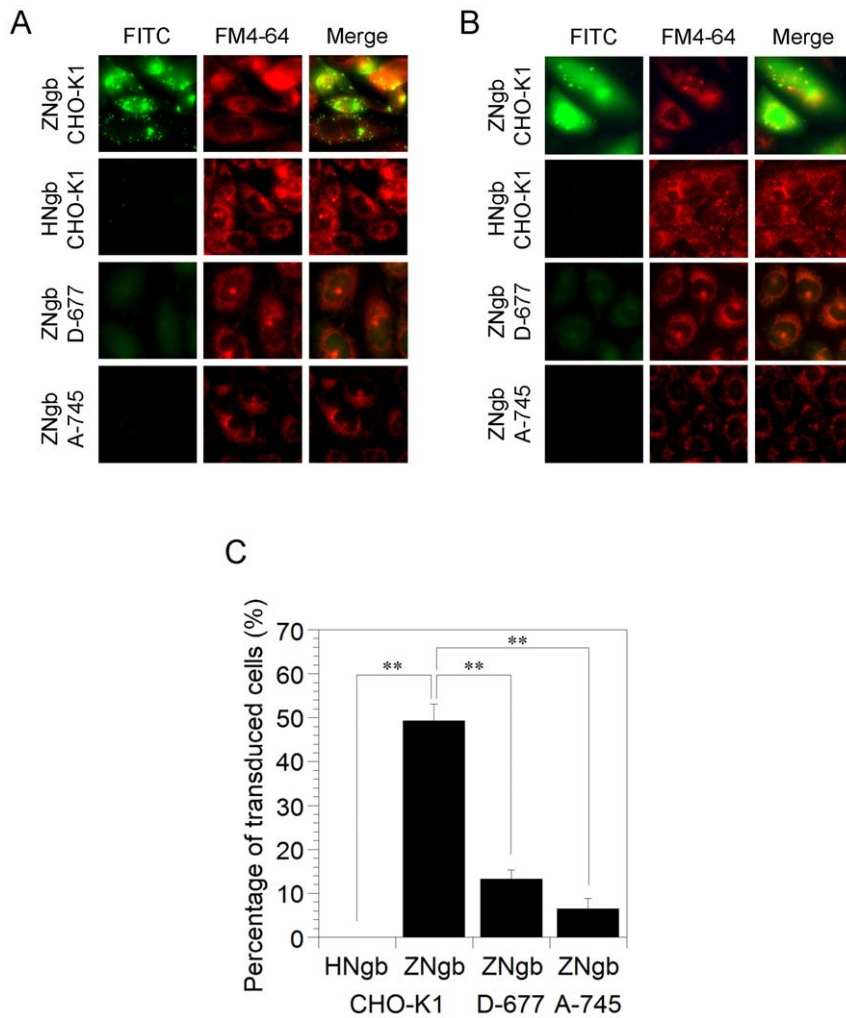 A
FITC FM4-64 Merge
ZNgb
CHO-K1
HNgb
CHO-K1
ZNgb
D-677
ZNgb
A-745
B
FITC FM4-64 Merge
ZNgb
CHO-K1
HNgb
CHO-K1
ZNgb
D-677
ZNgb
A-745
C
Percentage of transduced cells (%)
70
60
50
40
30
20
10
0
**
**
**
HNgb ZNgb ZNgb ZNgb
CHO-K1 D-677 A-745